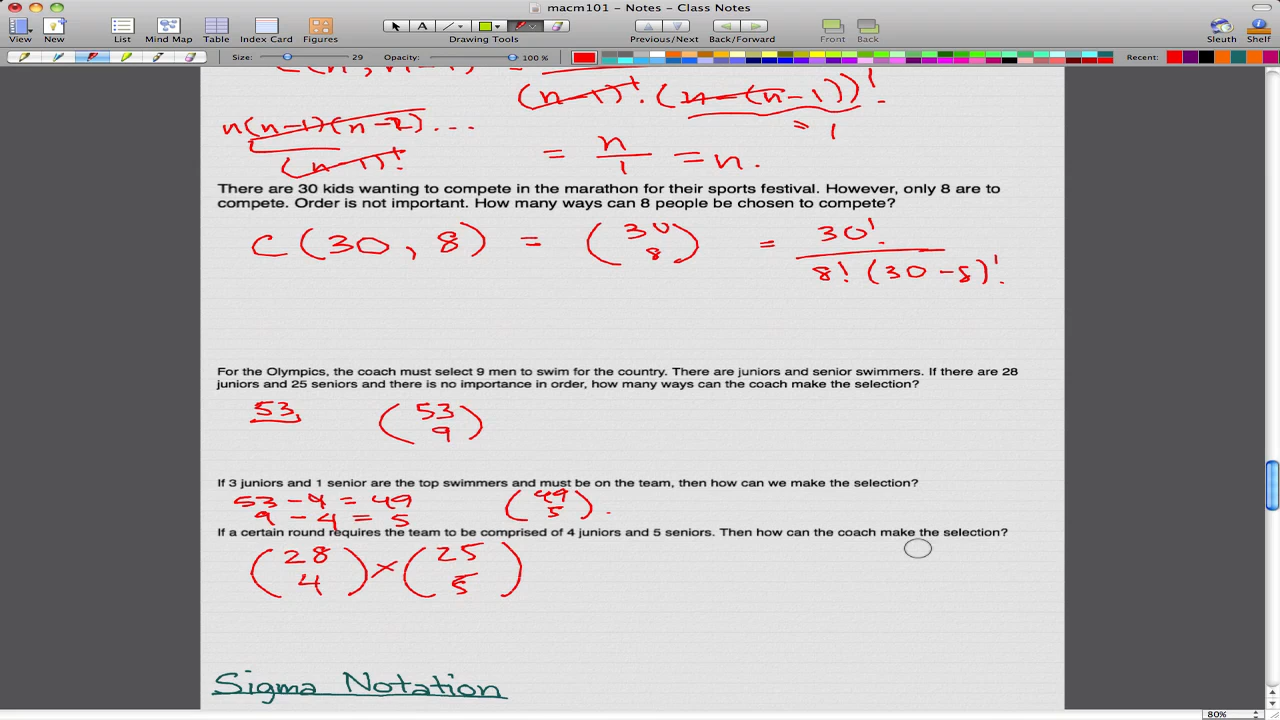 macm101 - Notes - Class Notes
View New List Mind Map Table Index Card Figures Drawing Tools Previous/Next Back/Forward Front Back Sleuth Shelf
Size: 29 Opacity: 100 % Recent:
(n-1)! . (n-(n-1))!
= 1
n(n-1)(n-2)...
(n-1)!
= n/1 = n.
There are 30 kids wanting to compete in the marathon for their sports festival. However, only 8 are to
compete. Order is not important. How many ways can 8 people be chosen to compete?
C(30, 8) = (30 8) = 30! / 8! (30-8)!
For the Olympics, the coach must select 9 men to swim for the country. There are juniors and senior swimmers. If there are 28
juniors and 25 seniors and there is no importance in order, how many ways can the coach make the selection?
53 (53 9)
If 3 juniors and 1 senior are the top swimmers and must be on the team, then how can we make the selection?
53 - 4 = 49 (49 5).
9 - 4 = 5
If a certain round requires the team to be comprised of 4 juniors and 5 seniors. Then how can the coach make the selection?
(28 4) × (25 5)
Sigma Notation
80%